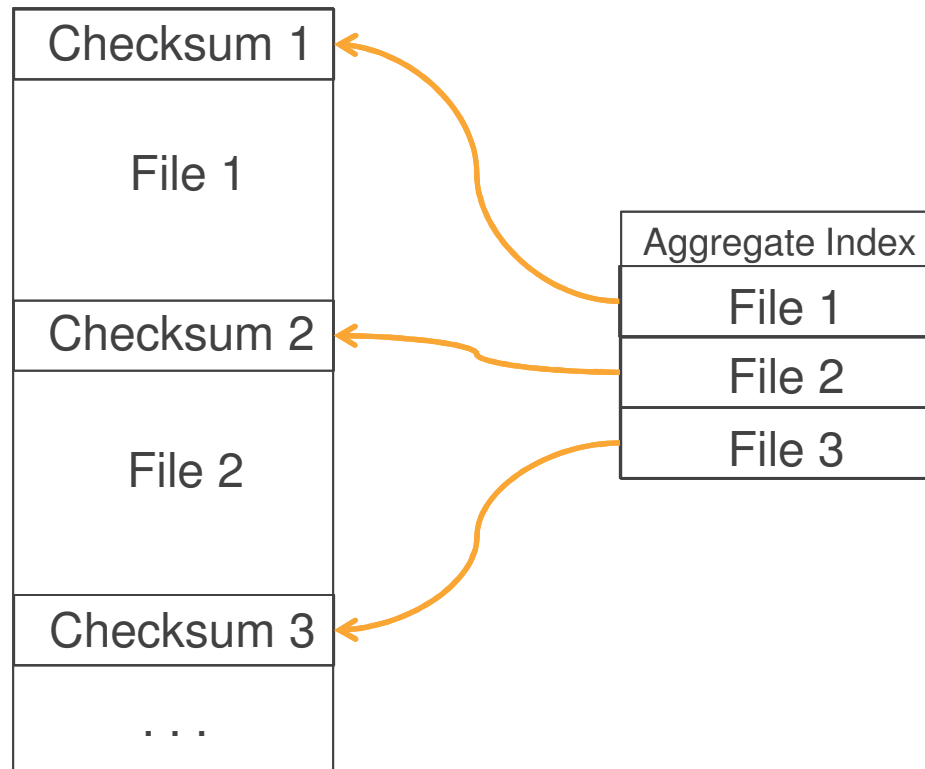 Checksum 1
File 1
Checksum 2
File 2
Checksum 3
. . .
Aggregate Index
File 1
File 2
File 3